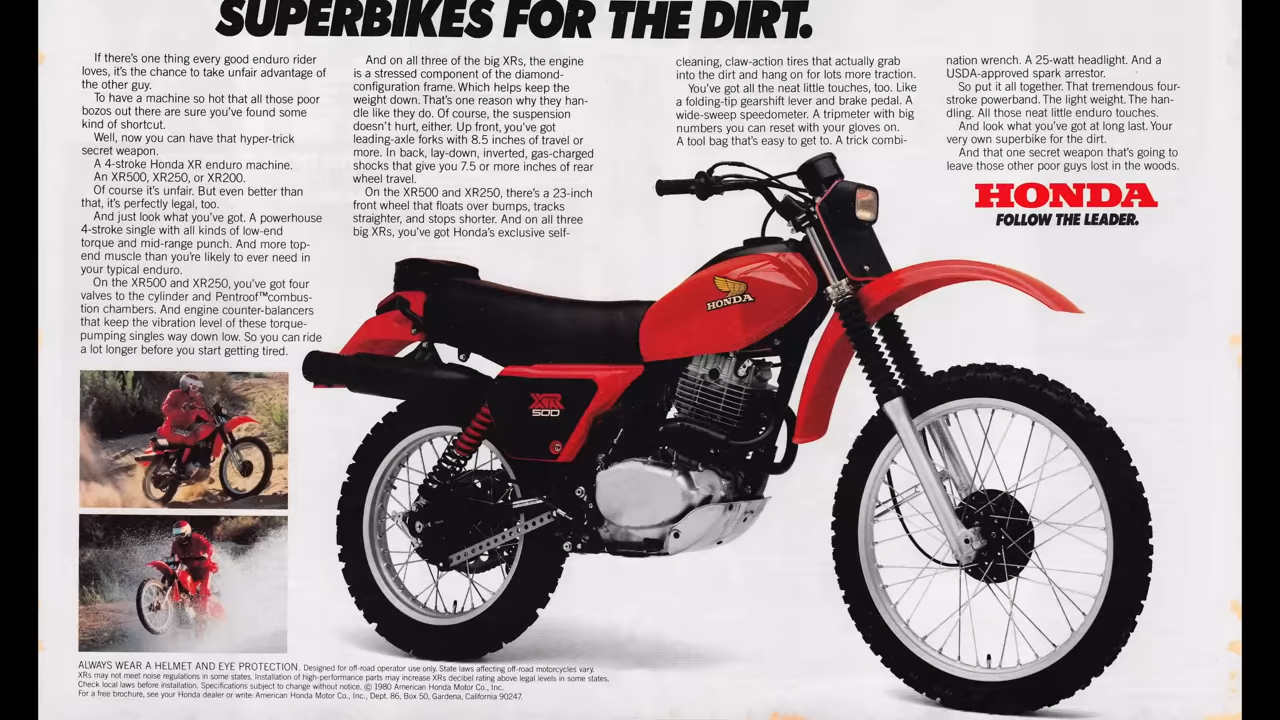 SUPERBIKES FOR THE DIRT.
If there's one thing every good enduro rider
loves, it's the chance to take unfair advantage of
the other guy.
To have a machine so hot that all those poor
bozos out there are sure you've found some
kind of shortcut.
Well, now you can have that hyper-trick
secret weapon.
A 4-stroke Honda XR enduro machine.
An XR500, XR250, or XR200.
Of course it's unfair. But even better than
that, it's perfectly legal, too.
And just look what you've got. A powerhouse
4-stroke single with all kinds of low-end
torque and mid-range punch. And more top-
end muscle than you're likely to ever need in
your typical enduro.
On the XR500 and XR250, you've got four
valves to the cylinder and Pentroof™combus-
tion chambers. And engine counter-balancers
that keep the vibration level of these torque-
pumping singles way down low. So you can ride
a lot longer before you start getting tired.
And on all three of the big XRs, the engine
is a stressed component of the diamond-
configuration frame. Which helps keep the
weight down. That's one reason why they han-
dle like they do. Of course, the suspension
doesn't hurt, either. Up front, you've got
leading-axle forks with 8.5 inches of travel or
more. In back, lay-down, inverted, gas-charged
shocks that give you 7.5 or more inches of rear
wheel travel.
On the XR500 and XR250, there's a 23-inch
front wheel that floats over bumps, tracks
straighter, and stops shorter. And on all three
big XRs, you've got Honda's exclusive self-
cleaning, claw-action tires that actually grab
into the dirt and hang on for lots more traction.
You've got all the neat little touches, too. Like
a folding-tip gearshift lever and brake pedal. A
wide-sweep speedometer. A tripmeter with big
numbers you can reset with your gloves on.
A tool bag that's easy to get to. A trick combi-
nation wrench. A 25-watt headlight. And a
USDA-approved spark arrestor.
So put it all together. That tremendous four-
stroke powerband. The light weight. The han-
dling. All those neat little enduro touches.
And look what you've got at long last. Your
very own superbike for the dirt.
And that one secret weapon that's going to
leave those other poor guys lost in the woods.
HONDA
FOLLOW THE LEADER.
HONDA
XR
500
ALWAYS WEAR A HELMET AND EYE PROTECTION. Designed for off-road operator use only. State laws affecting off-road motorcycles vary.
XRs may not meet noise regulations in some states. Installation of high-performance parts may increase XRs decibel rating above legal levels in some states.
Check local laws before installation. Specifications subject to change without notice. © 1980 American Honda Motor Co., Inc.
For a free brochure, see your Honda dealer or write: American Honda Motor Co., Inc., Dept. 86, Box 50, Gardena, California 90247.